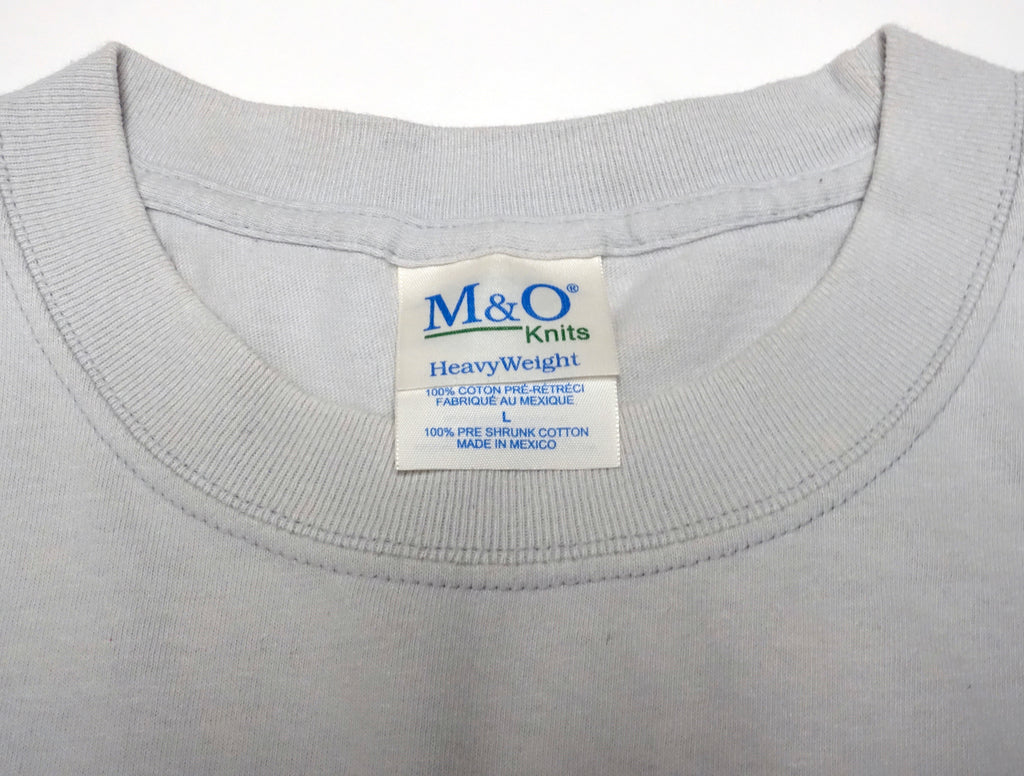 M&O®
Knits
HeavyWeight
100% COTON PRÉ-RÉTRÉCI
FABRIQUÉ AU MEXIQUE
L
100% PRE SHRUNK COTTON
MADE IN MEXICO